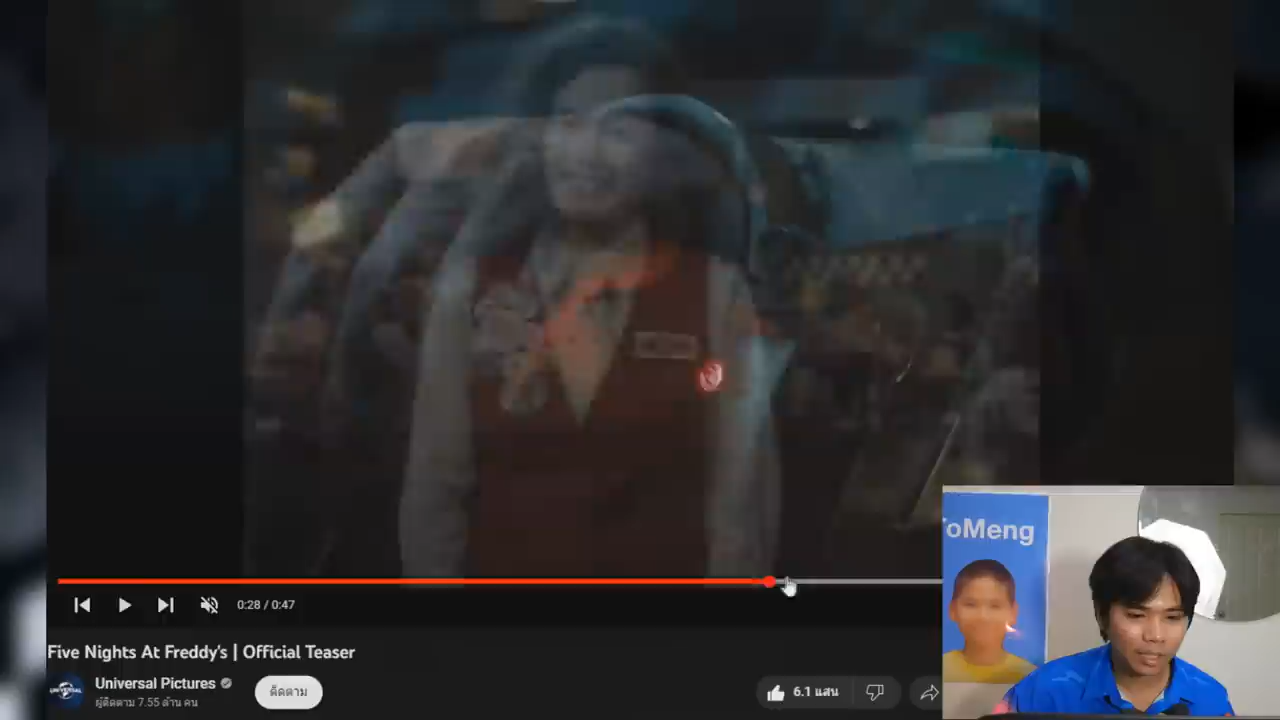 0:28 / 0:47
Five Nights At Freddy's | Official Teaser
Universal Pictures
ผู้ติดตาม 7.55 ล้าน คน
ติดตาม
6.1 แสน
oMeng
UNIVERSAL